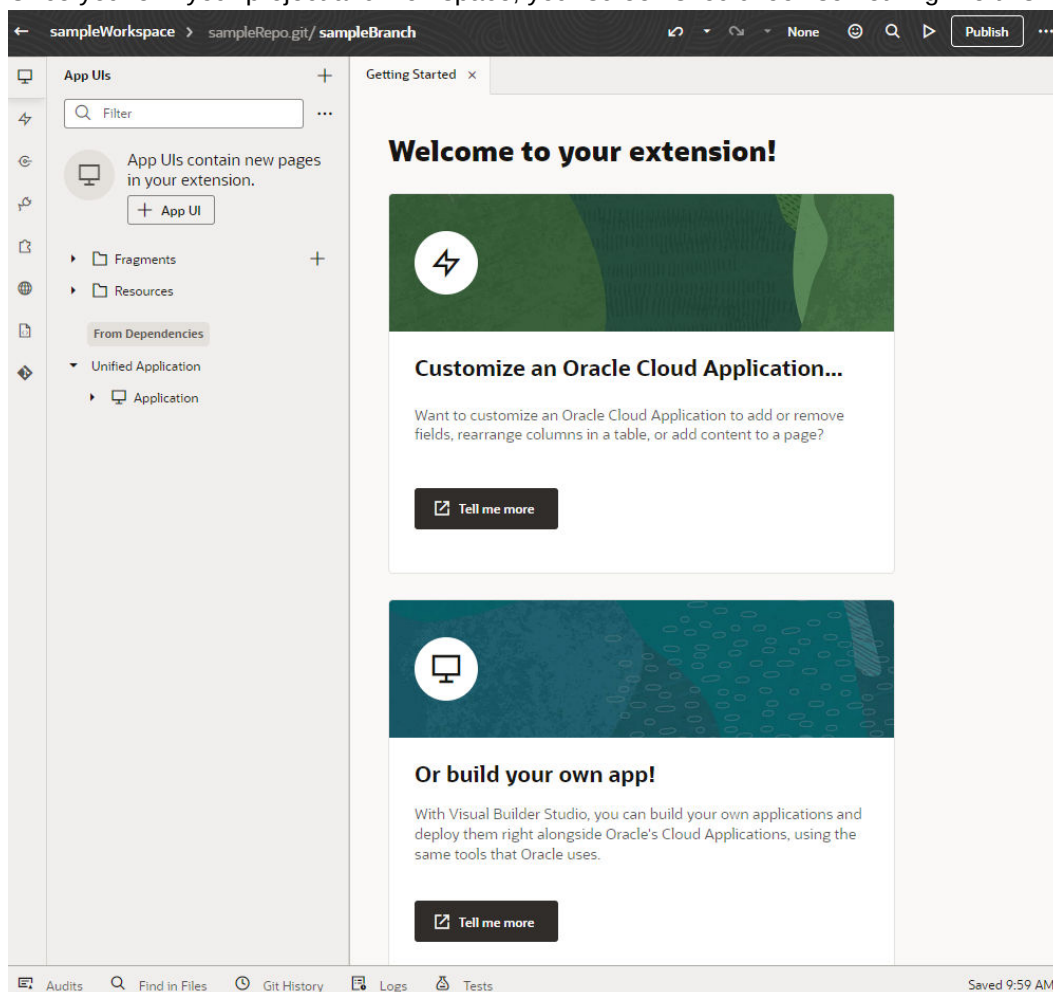 sampleWorkspace > sampleRepo.git/ sampleBranch
None
Publish
App UIs
Getting Started
Filter
App UIs contain new pages
in your extension.
+ App UI
Fragments
Resources
From Dependencies
Unified Application
Application
Welcome to your extension!
Customize an Oracle Cloud Application...
Want to customize an Oracle Cloud Application to add or remove
fields, rearrange columns in a table, or add content to a page?
Tell me more
Or build your own app!
With Visual Builder Studio, you can build your own applications and
deploy them right alongside Oracle's Cloud Applications, using the
same tools that Oracle uses.
Tell me more
Audits
Find in Files
Git History
Logs
Tests
Saved 9:59 AM